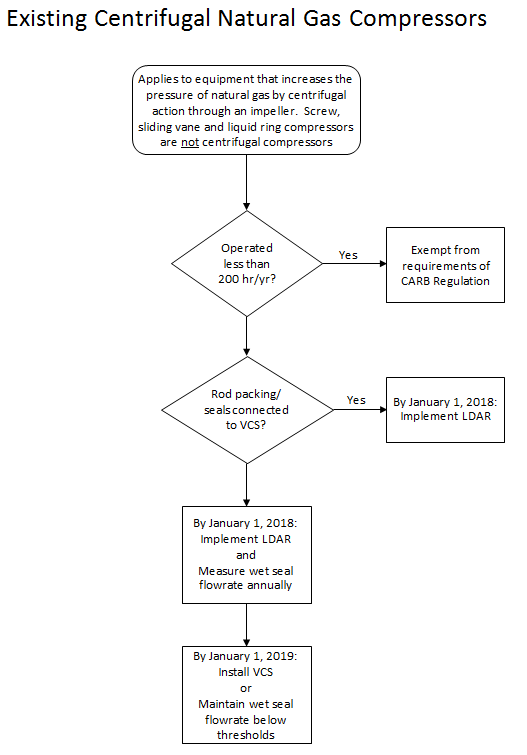 Existing Centrifugal Natural Gas Compressors
Applies to equipment that increases the
pressure of natural gas by centrifugal
action through an impeller.  Screw,
sliding vane and liquid ring compressors
are not centrifugal compressors
Operated
less than
200 hr/yr?
Yes
Exempt from
requirements of
CARB Regulation
Rod packing/
seals connected
to VCS?
Yes
By January 1, 2018:
Implement LDAR
By January 1, 2018:
Implement LDAR
and
Measure wet seal
flowrate annually
By January 1, 2019:
Install VCS
or
Maintain wet seal
flowrate below
thresholds